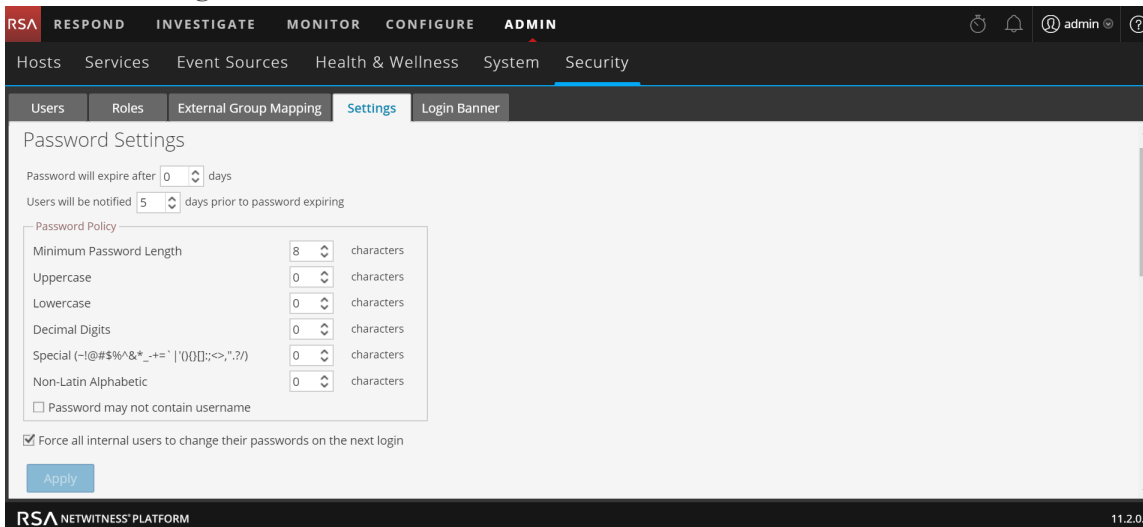 RSA RESPOND INVESTIGATE MONITOR CONFIGURE ADMIN admin ?
Hosts Services Event Sources Health & Wellness System Security
Users Roles External Group Mapping Settings Login Banner
Password Settings
Password will expire after 0 days
Users will be notified 5 days prior to password expiring
Password Policy
Minimum Password Length 8 characters
Uppercase 0 characters
Lowercase 0 characters
Decimal Digits 0 characters
Special (~!@#$%^&*_-+=`|'(){}[]:;<>,".?/) 0 characters
Non-Latin Alphabetic 0 characters
Password may not contain username
Force all internal users to change their passwords on the next login
Apply
RSA NETWITNESS® PLATFORM 11.2.0